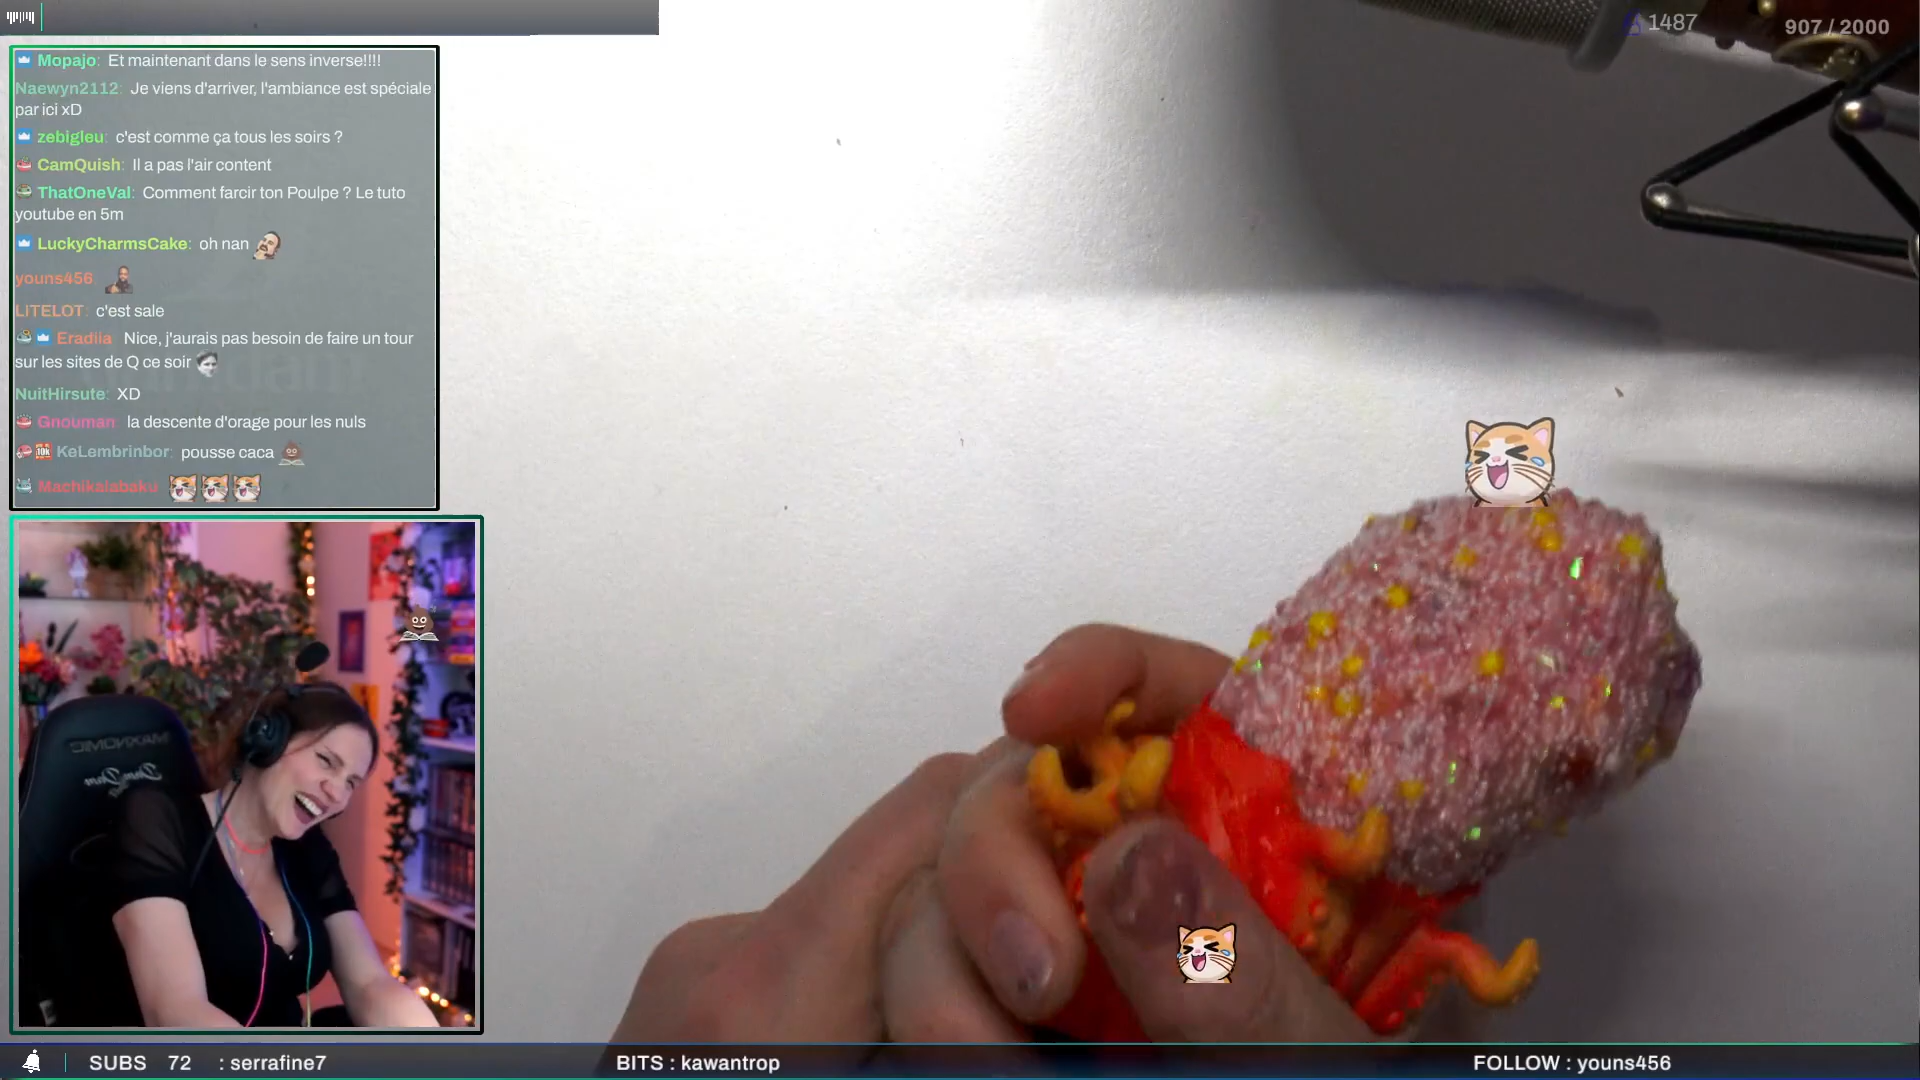 1487
907 / 2000
Mopajo: Et maintenant dans le sens inverse!!!!
Naewyn2112: Je viens d'arriver, l'ambiance est spéciale
par ici xD
zebigleu: c'est comme ça tous les soirs ?
CamQuish: Il a pas l'air content
ThatOneVal: Comment farcir ton Poulpe ? Le tuto
youtube en 5m
LuckyCharmsCake: oh nan
youns456:
LITELOT: c'est sale
Eradiia: Nice, j'aurais pas besoin de faire un tour
sur les sites de Q ce soir
NuitHirsute: XD
Gnouman: la descente d'orage pour les nuls
10k KeLembrinbor: pousse caca
Machikalabaku:
SUBS 72 : serrafine7
BITS : kawantrop
FOLLOW : youns456